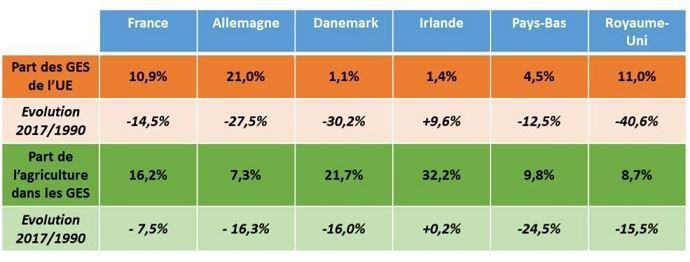 France Allemagne Danemark Irlande Pays-Bas Royaume-
Uni
Part des GES
de l'UE 10,9% 21,0% 1,1% 1,4% 4,5% 11,0%
Evolution
2017/1990 -14,5% -27,5% -30,2% +9,6% -12,5% -40,6%
Part de
l'agriculture 16,2% 7,3% 21,7% 32,2% 9,8% 8,7%
dans les GES
Evolution
2017/1990 - 7,5% - 16,3% -16,0% +0,2% -24,5% -15,5%